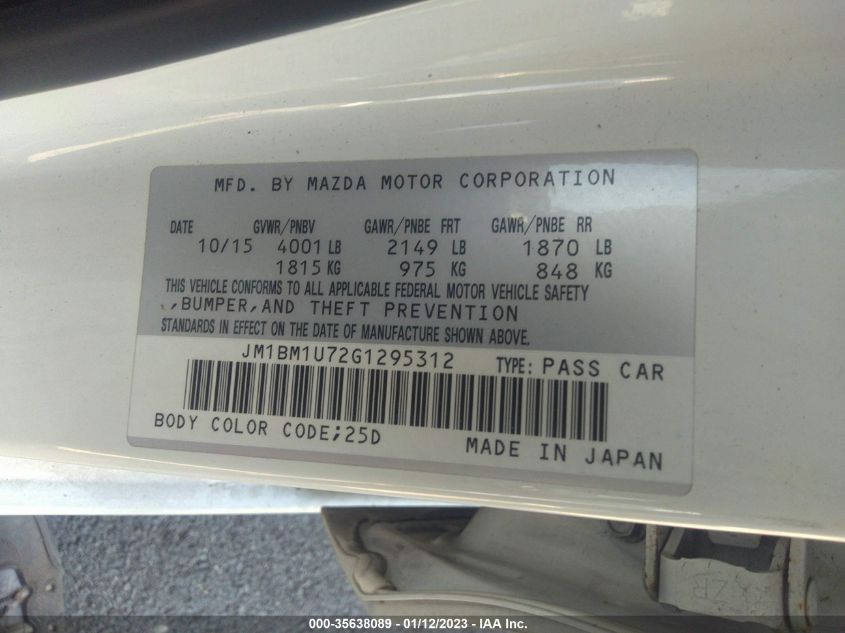 MFD. BY MAZDA MOTOR CORPORATION
DATE GVWR/PNBV GAWR/PNBE FRT GAWR/PNBE RR
10/15 4001 LB 2149 LB 1870 LB
1815 KG 975 KG 848 KG
THIS VEHICLE CONFORMS TO ALL APPLICABLE FEDERAL MOTOR VEHICLE SAFETY
,BUMPER,AND THEFT PREVENTION
STANDARDS IN EFFECT ON THE DATE OF MANUFACTURE SHOWN ABOVE.
JM1BM1U72G1295312 TYPE: PASS CAR
BODY COLOR CODE;25D
MADE IN JAPAN
000-35638089 - 01/12/2023 - IAA Inc.